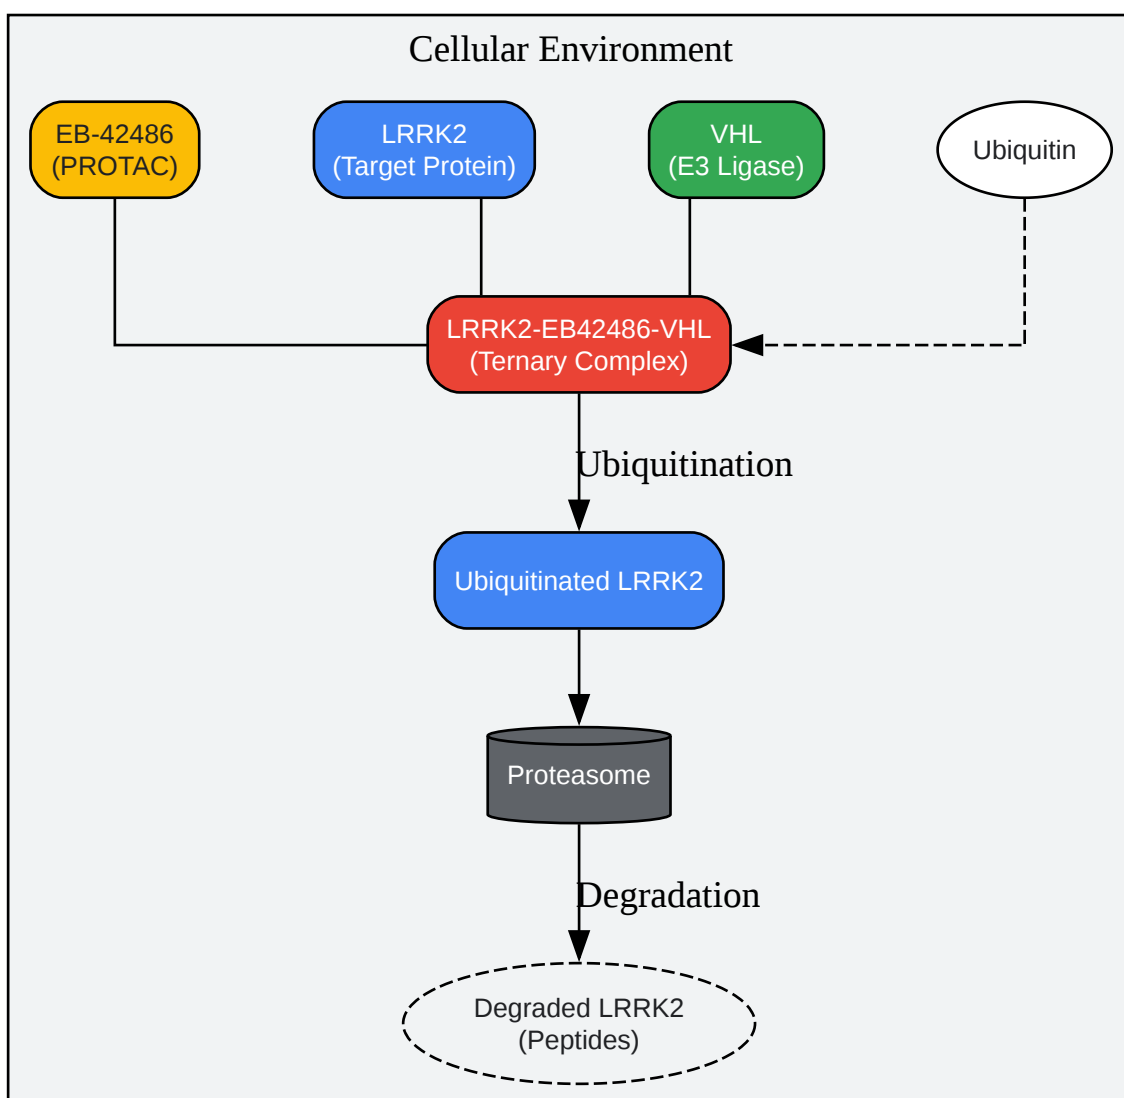 Cellular Environment
EB-42486
(PROTAC)
LRRK2
(Target Protein)
VHL
(E3 Ligase)
Ubiquitin
LRRK2-EB42486-VHL
(Ternary Complex)
Ubiquitination
Ubiquitinated LRRK2
Proteasome
Degradation
Degraded LRRK2
(Peptides)